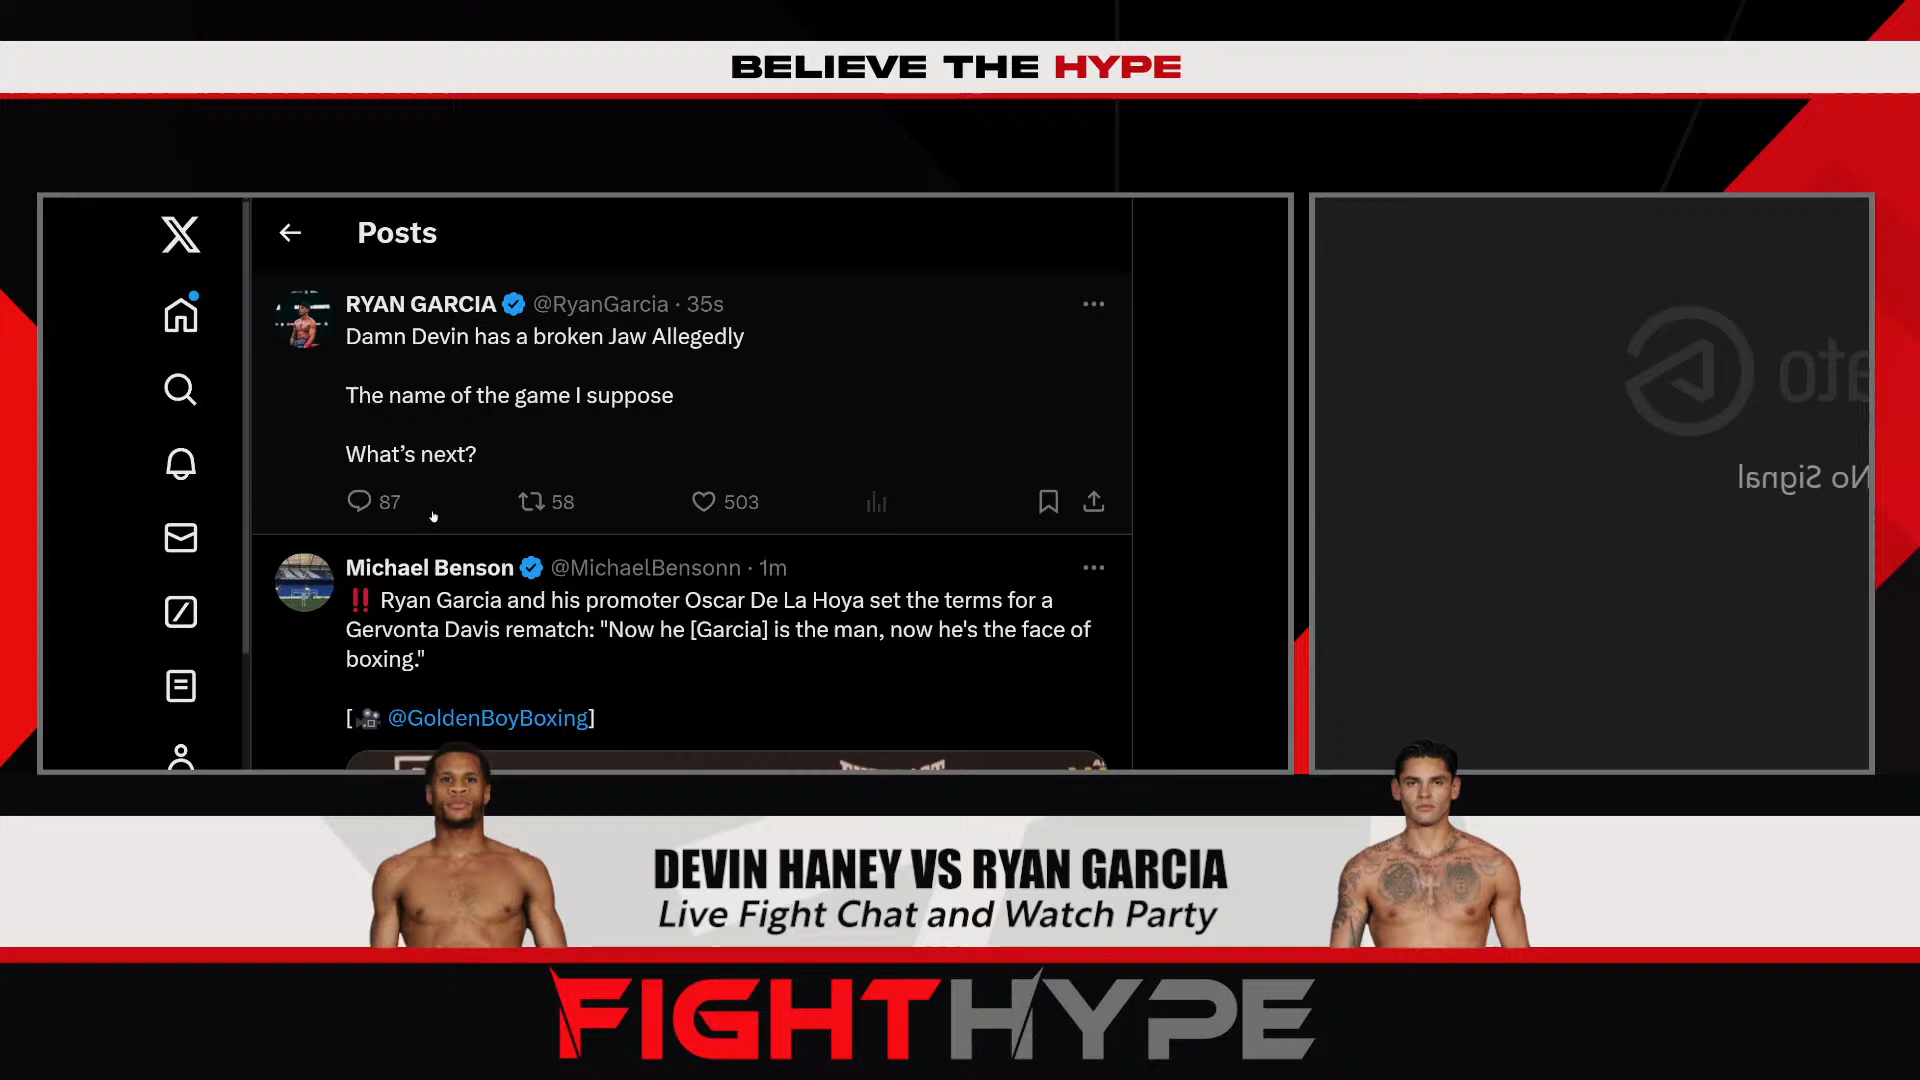 BELIEVE THE HYPE
Posts
RYAN GARCIA @RyanGarcia · 35s
Damn Devin has a broken Jaw Allegedly
The name of the game I suppose
What's next?
87 58 503
Michael Benson @MichaelBensonn · 1m
‼️ Ryan Garcia and his promoter Oscar De La Hoya set the terms for a
Gervonta Davis rematch: "Now he [Garcia] is the man, now he's the face of
boxing."
[🎥 @GoldenBoyBoxing]
ato
No Signal
DEVIN HANEY VS RYAN GARCIA
Live Fight Chat and Watch Party
FIGHTHYPE